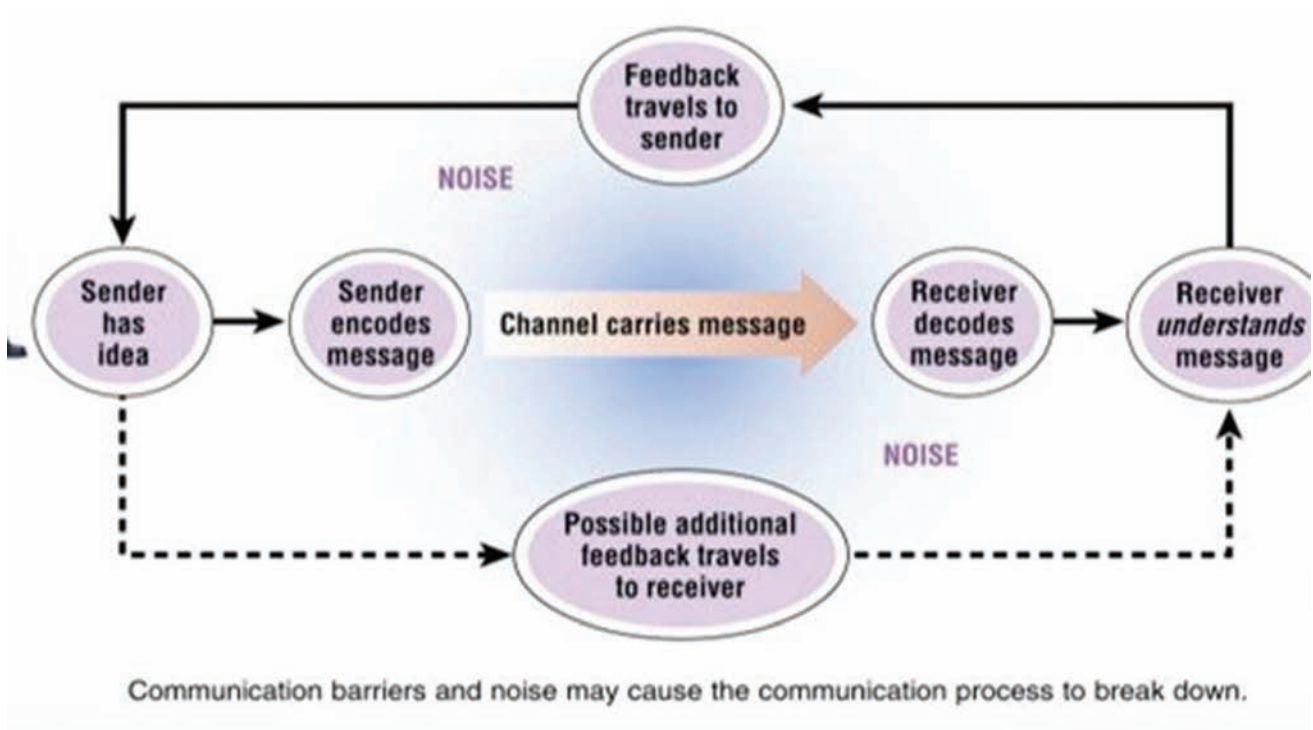 Feedback
travels to
sender
NOISE
Sender
has
idea
Sender
encodes
message
Channel carries message
Receiver
decodes
message
Receiver
understands
message
NOISE
Possible additional
feedback travels
to receiver
Communication barriers and noise may cause the communication process to break down.